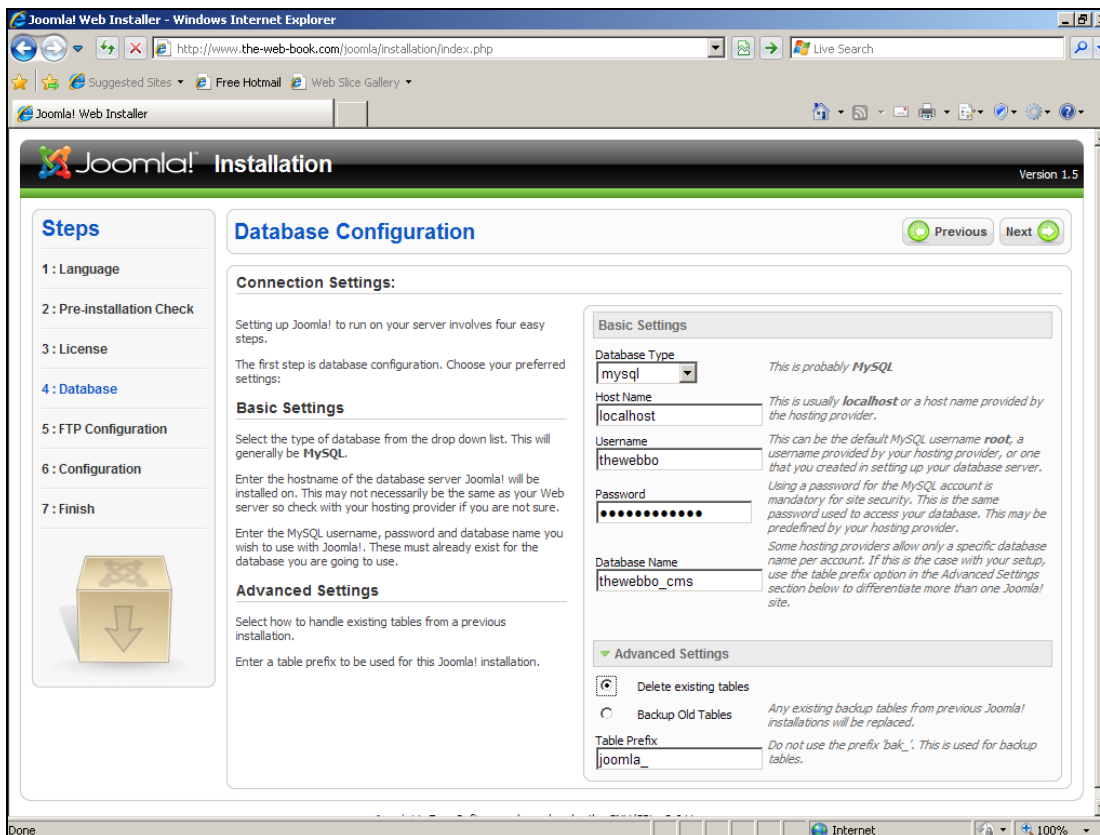 Joomla! Web Installer - Windows Internet Explorer
http://www.the-web-book.com/joomla/installation/index.php
Live Search
Suggested Sites
Free Hotmail
Web Slice Gallery
Joomla! Web Installer
Joomla!™ Installation
Version 1.5
Steps
1 : Language
2 : Pre-installation Check
3 : License
4 : Database
5 : FTP Configuration
6 : Configuration
7 : Finish
Database Configuration
Previous
Next
Connection Settings:
Setting up Joomla! to run on your server involves four easy
steps.
The first step is database configuration. Choose your preferred
settings:
Basic Settings
Select the type of database from the drop down list. This will
generally be MySQL.
Enter the hostname of the database server Joomla! will be
installed on. This may not necessarily be the same as your Web
server so check with your hosting provider if you are not sure.
Enter the MySQL username, password and database name you
wish to use with Joomla!. These must already exist for the
database you are going to use.
Advanced Settings
Select how to handle existing tables from a previous
installation.
Enter a table prefix to be used for this Joomla! installation.
Basic Settings
Database Type
mysql
This is probably MySQL
Host Name
localhost
This is usually localhost or a host name provided by
the hosting provider.
Username
thewebbo
This can be the default MySQL username root, a
username provided by your hosting provider, or one
that you created in setting up your database server.
Password
●●●●●●●●●●●●
Using a password for the MySQL account is
mandatory for site security. This is the same
password used to access your database. This may be
predefined by your hosting provider.
Database Name
thewebbo_cms
Some hosting providers allow only a specific database
name per account. If this is the case with your setup,
use the table prefix option in the Advanced Settings
section below to differentiate more than one Joomla!
site.
Advanced Settings
Delete existing tables
Backup Old Tables
Any existing backup tables from previous Joomla!
installations will be replaced.
Table Prefix
joomla_
Do not use the prefix 'bak_'. This is used for backup
tables.
Done
Internet
100%